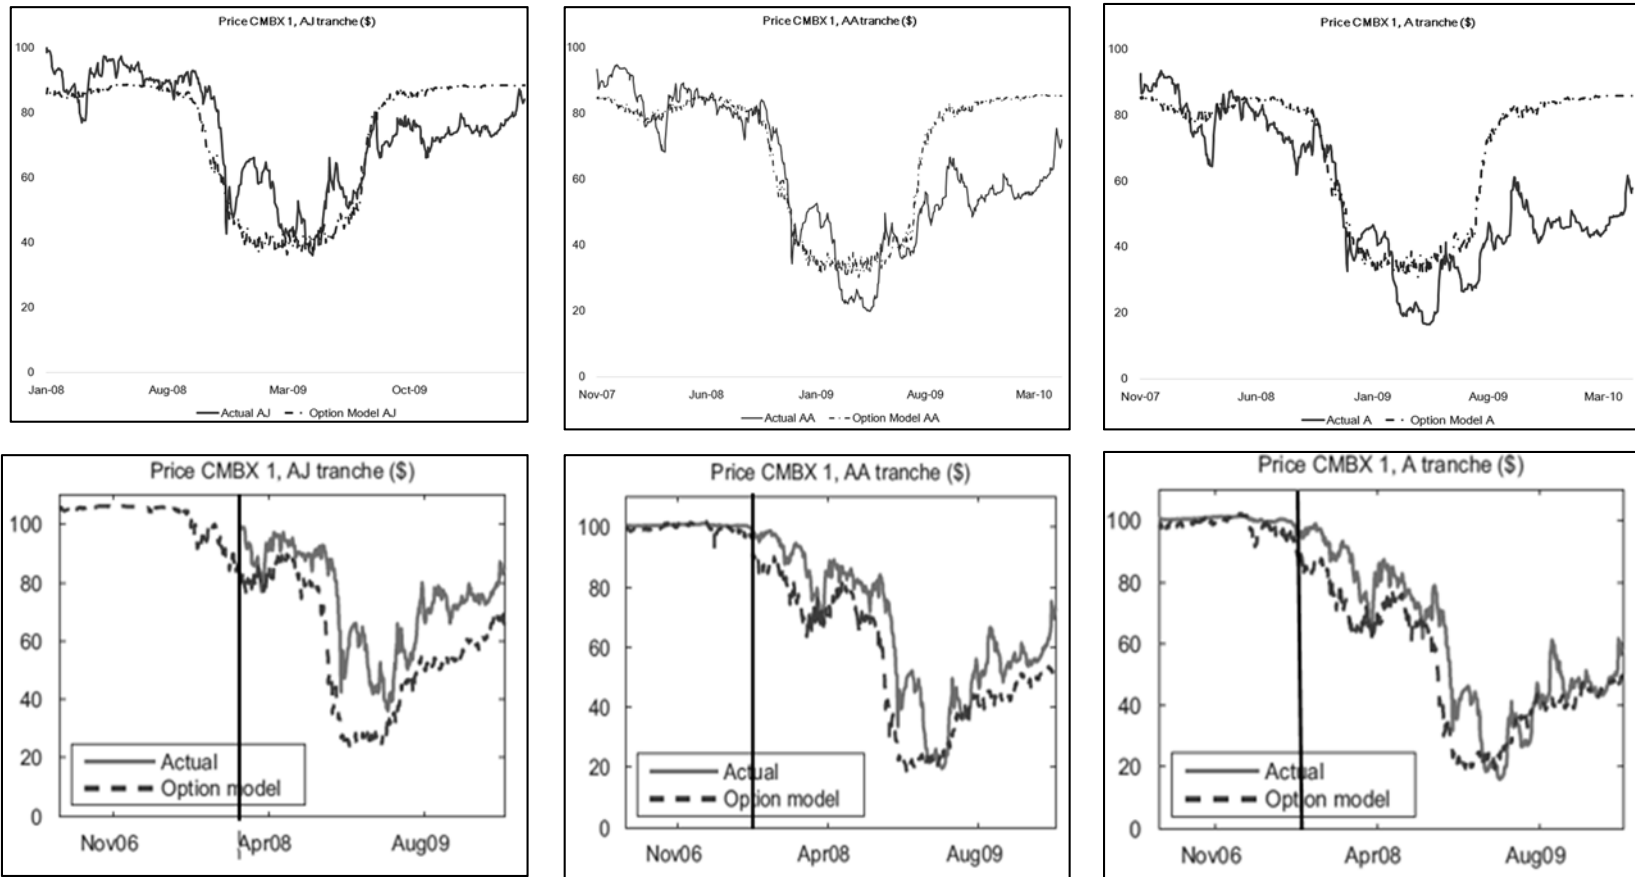 Price CMBX 1, AJ tranche ($)
100
80
60
40
20
0
Jan-08 Aug-08 Mar-09 Oct-09
Actual AJ Option Model AJ
Price CMBX 1, AA tranche ($)
100
80
60
40
20
0
Nov-07 Jun-08 Jan-09 Aug-09 Mar-10
Actual AA Option Model AA
Price CMBX 1, A tranche ($)
100
80
60
40
20
0
Nov-07 Jun-08 Jan-09 Aug-09 Mar-10
Actual A Option Model A
Price CMBX 1, AJ tranche ($)
100
80
60
40
20
0
Actual
Option model
Nov06 Apr08 Aug09
Price CMBX 1, AA tranche ($)
100
80
60
40
20
0
Actual
Option model
Nov06 Apr08 Aug09
Price CMBX 1, A tranche ($)
100
80
60
40
20
0
Actual
Option model
Nov06 Apr08 Aug09